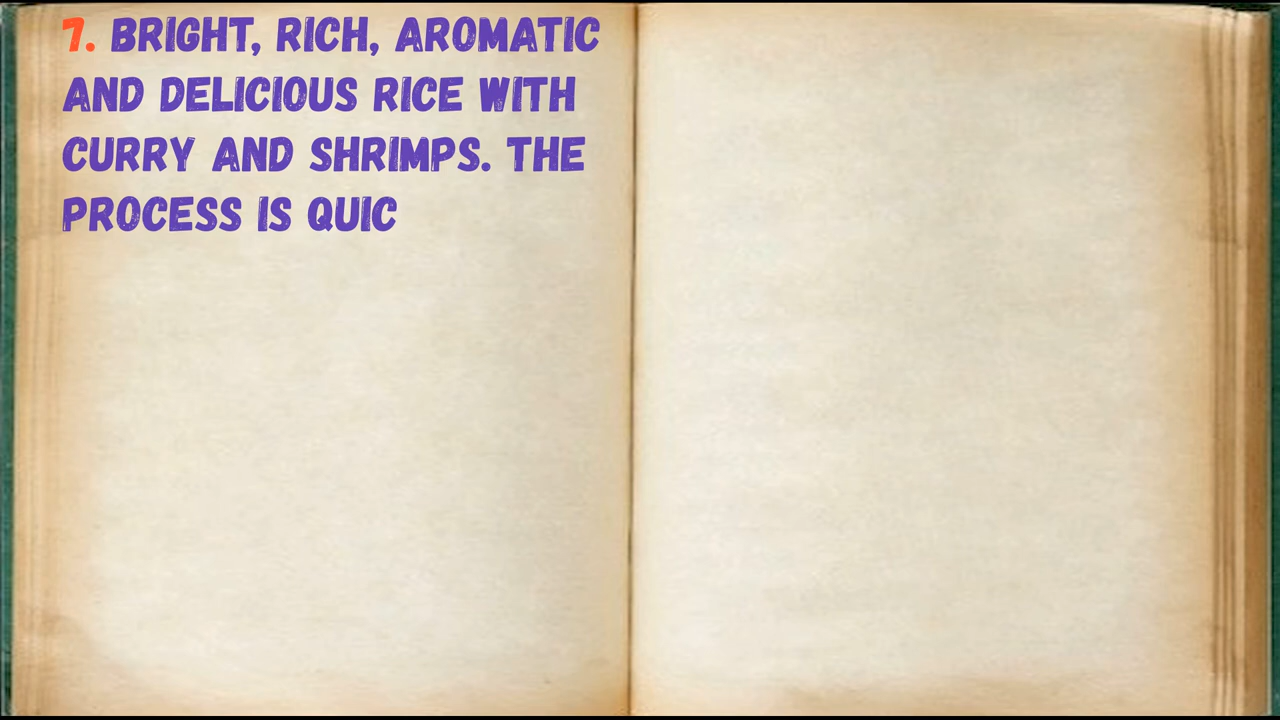 7. BRIGHT, RICH, AROMATIC
AND DELICIOUS RICE WITH
CURRY AND SHRIMPS. THE
PROCESS IS QUIC